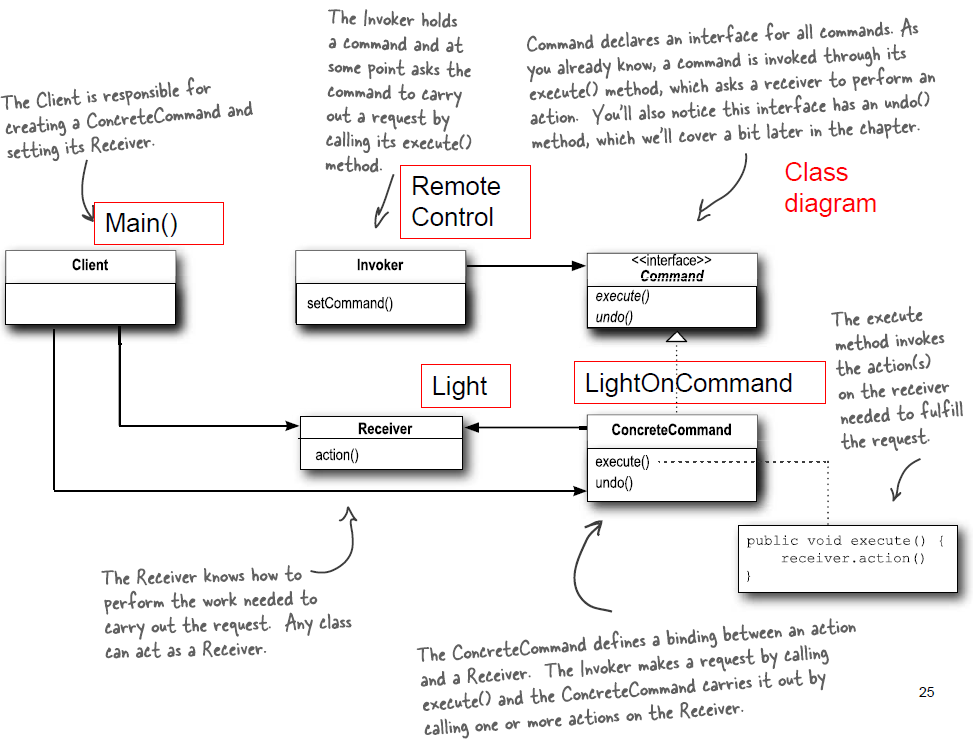 The Client is responsible for
creating a ConcreteCommand and
setting its Receiver.
The Invoker holds
a command and at
some point asks the
command to carry
out a request by
calling its execute()
method.
Command declares an interface for all commands. As
you already know, a command is invoked through its
execute() method, which asks a receiver to perform an
action. You'll also notice this interface has an undo()
method, which we'll cover a bit later in the chapter.
Class
diagram
Main()
Remote
Control
Client
Invoker
setCommand()
<<interface>>
Command
execute()
undo()
The execute
method invokes
the action(s)
on the receiver
needed to fulfill
the request.
Light
LightOnCommand
Receiver
action()
ConcreteCommand
execute()
undo()
public void execute() {
receiver.action()
}
The Receiver knows how to
perform the work needed to
carry out the request. Any class
can act as a Receiver.
The ConcreteCommand defines a binding between an action
and a Receiver. The Invoker makes a request by calling
execute() and the ConcreteCommand carries it out by
calling one or more actions on the Receiver.
25